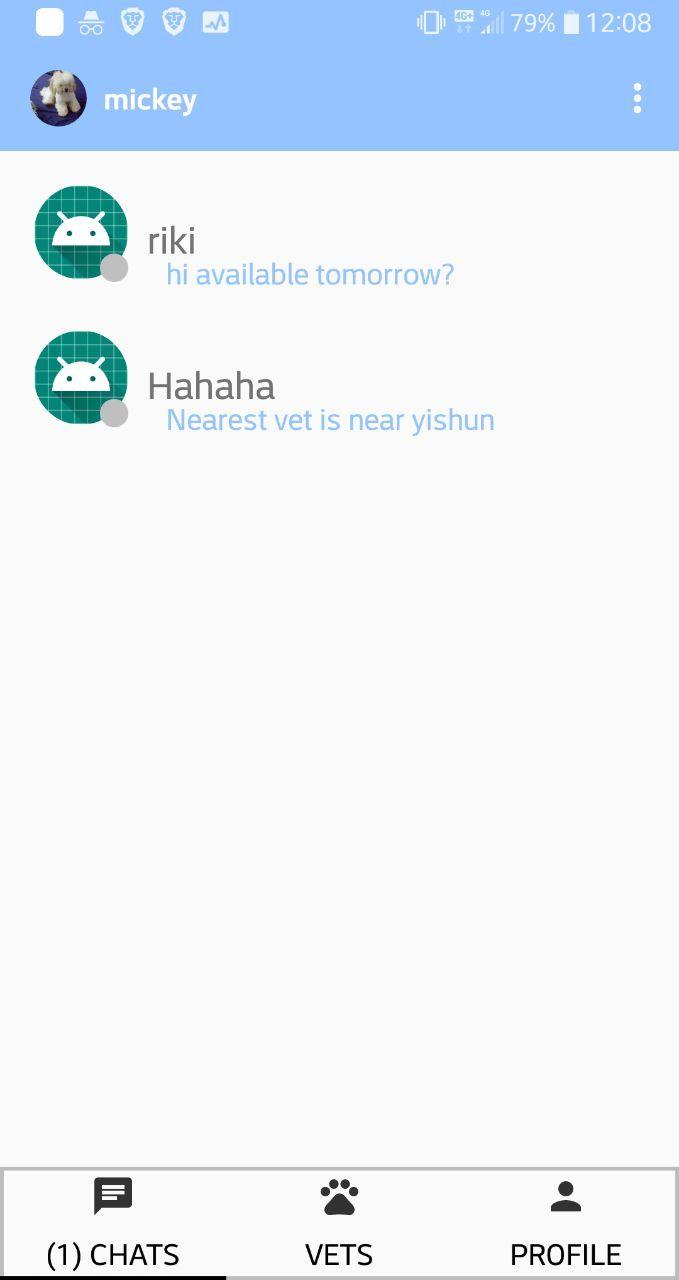 4G+ 4G 79% 12:08
mickey
riki
hi available tomorrow?
Hahaha
Nearest vet is near yishun
(1) CHATS VETS PROFILE